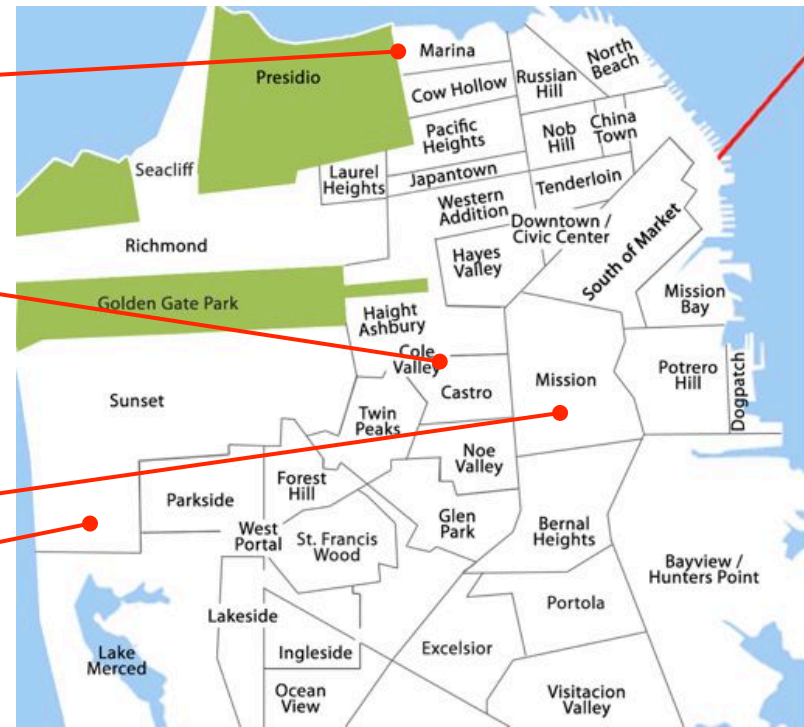 Marina
North
Beach
Presidio
Russian
Hill
Cow Hollow
Pacific
Heights
Nob
Hill
China
Town
Seacliff
Laurel
Heights
Japantown
Tenderloin
Western
Addition
Downtown /
Civic Center
South of Market
Richmond
Hayes
Valley
Golden Gate Park
Mission
Bay
Haight
Ashbury
Cole
Valley
Castro
Mission
Potrero
Hill
Dogpatch
Sunset
Twin
Peaks
Noe
Valley
Forest
Hill
Parkside
Glen
Park
West
Portal
St. Francis
Wood
Bernal
Heights
Bayview /
Hunters Point
Lakeside
Portola
Lake
Merced
Ingleside
Excelsior
Ocean
View
Visitacion
Valley